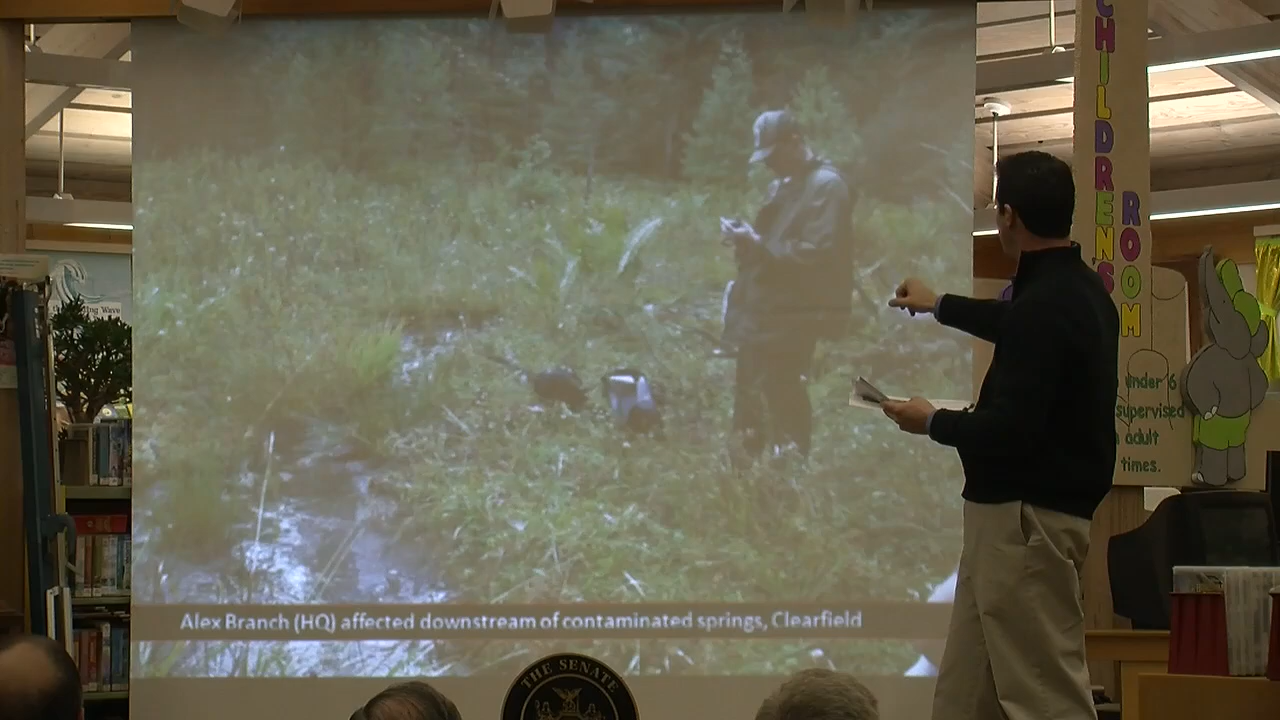 CHILDRENS
ROOM
under 6
supervised
adult
times.
Alex Branch (HQ) affected downstream of contaminated springs, Clearfield
THE SENATE